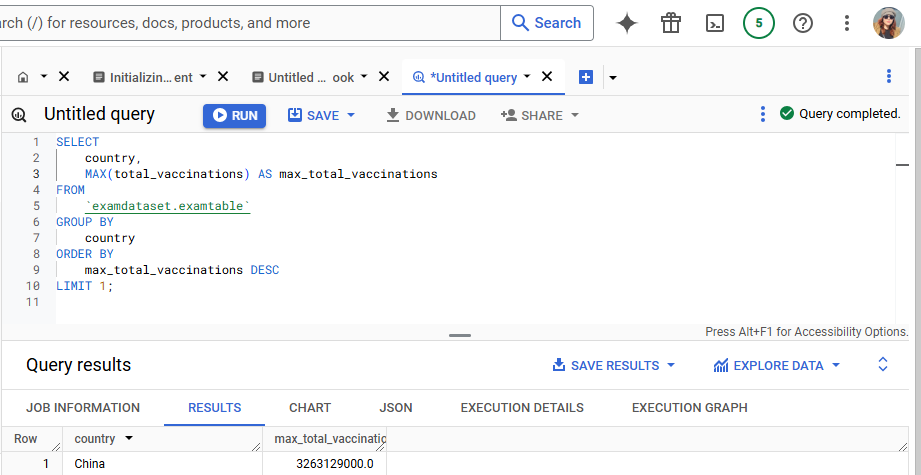 rch (/) for resources, docs, products, and more
Search
5
Initializin... ent
Untitled ... ook
*Untitled query
Untitled query
RUN
SAVE
DOWNLOAD
SHARE
Query completed.
1 SELECT
2 country,
3 MAX(total_vaccinations) AS max_total_vaccinations
4 FROM
5 `examdataset.examtable`
6 GROUP BY
7 country
8 ORDER BY
9 max_total_vaccinations DESC
10 LIMIT 1;
11
Press Alt+F1 for Accessibility Options.
Query results
SAVE RESULTS
EXPLORE DATA
JOB INFORMATION RESULTS CHART JSON EXECUTION DETAILS EXECUTION GRAPH
Row country max_total_vaccinatic
1 China 3263129000.0